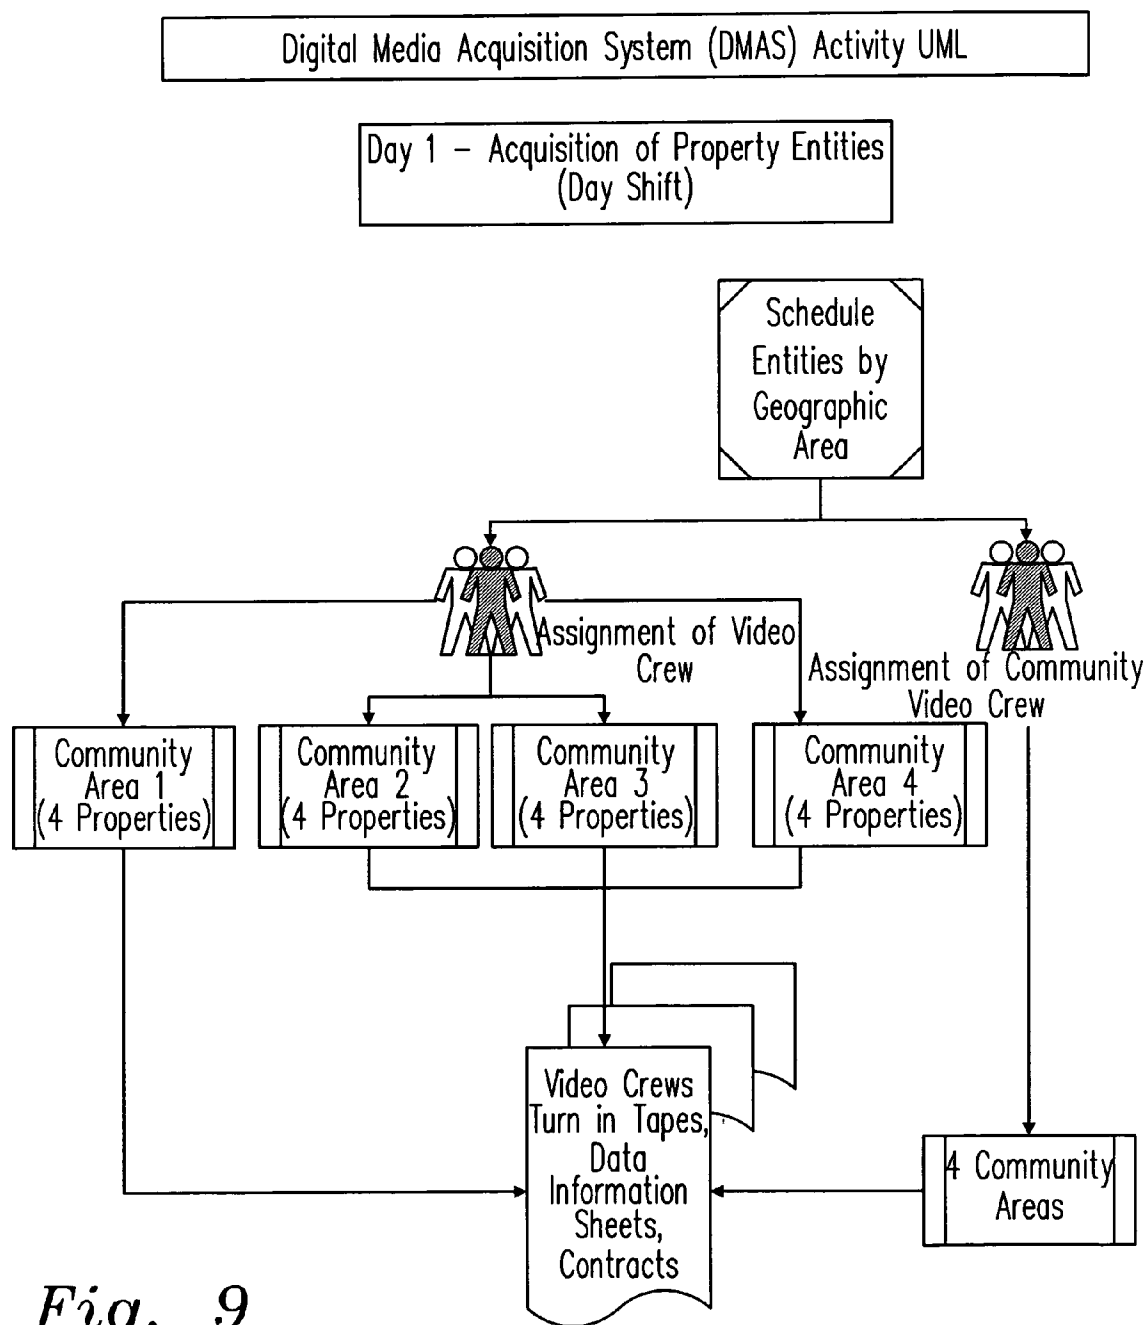 Digital Media Acquisition System (DMAS) Activity UML
Day 1 – Acquisition of Property Entities
(Day Shift)
Schedule
Entities by
Geographic
Area
Assignment of Video
Crew
Assignment of Community
Video Crew
Community
Area 1
(4 Properties)
Community
Area 2
(4 Properties)
Community
Area 3
(4 Properties)
Community
Area 4
(4 Properties)
Video Crews
Turn in Tapes,
Data
Information
Sheets,
Contracts
4 Community
Areas
Fig. 9